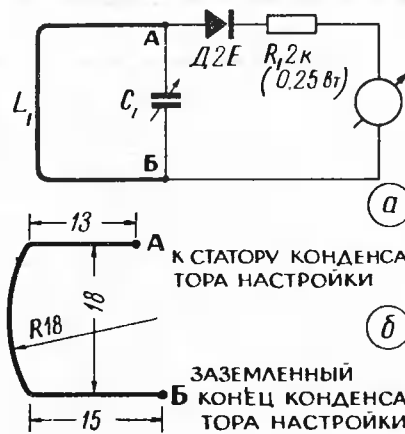 А
Д2Е
R₁ 2к
(0,25 Вт)
L₁
C₁
Б
а
13
А
К СТАТОРУ КОНДЕНСА
ТОРА НАСТРОЙКИ
18
R18
б
ЗАЗЕМЛЕННЫЙ
Б КОНЕЦ КОНДЕНСА
15
ТОРА НАСТРОЙКИ